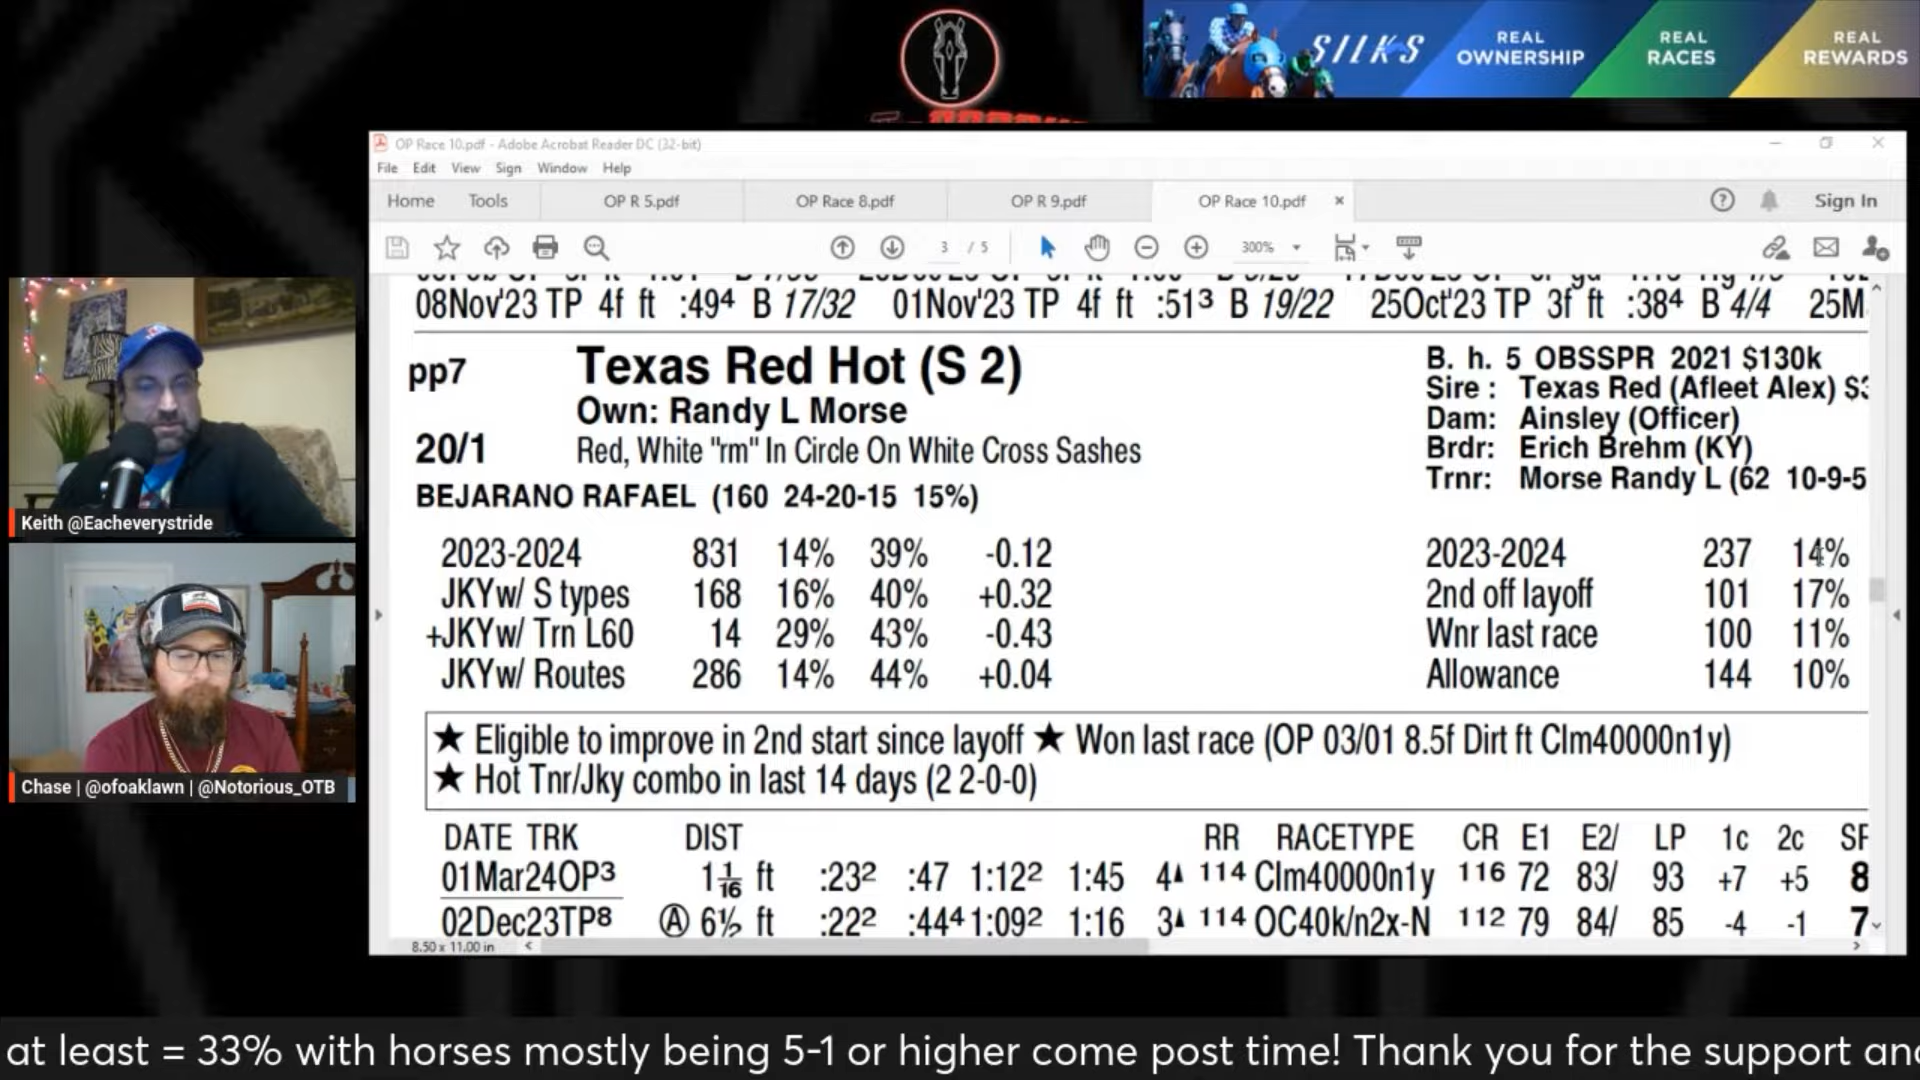 SILKS
REAL OWNERSHIP
REAL RACES
REAL REWARDS
OP Race 10.pdf - Adobe Acrobat Reader DC (32-bit)
File Edit View Sign Window Help
Home Tools OP R 5.pdf OP Race 8.pdf OP R 9.pdf OP Race 10.pdf × Sign In
3 / 5 300%
08Nov'23 TP 4f ft :49⁴ B 17/32 01Nov'23 TP 4f ft :51³ B 19/22 25Oct'23 TP 3f ft :38⁴ B 4/4 25M
pp7 Texas Red Hot (S 2) B. h. 5 OBSSPR 2021 $130k
Own: Randy L Morse Sire : Texas Red (Afleet Alex) $3
Dam: Ainsley (Officer)
20/1 Red, White "rm" In Circle On White Cross Sashes Brdr: Erich Brehm (KY)
BEJARANO RAFAEL (160 24-20-15 15%) Trnr: Morse Randy L (62 10-9-5
2023-2024 831 14% 39% -0.12 2023-2024 237 14%
JKYw/ S types 168 16% 40% +0.32 2nd off layoff 101 17%
+JKYw/ Trn L60 14 29% 43% -0.43 Wnr last race 100 11%
JKYw/ Routes 286 14% 44% +0.04 Allowance 144 10%
★ Eligible to improve in 2nd start since layoff ★ Won last race (OP 03/01 8.5f Dirt ft Clm40000n1y)
★ Hot Tnr/Jky combo in last 14 days (2 2-0-0)
DATE TRK DIST RR RACETYPE CR E1 E2/ LP 1c 2c SP
01Mar24OP³ 1 1/16 ft :23² :47 1:12² 1:45 4▲ 114 Clm40000n1y 116 72 83/ 93 +7 +5 8
02Dec23TP⁸ Ⓐ 6½ ft :22² :44⁴ 1:09² 1:16 3▲ 114 OC40k/n2x-N 112 79 84/ 85 -4 -1 7
8.50 x 11.00 in
Keith @Eacheverystride
Chase | @ofoaklawn | @Notorious_OTB
at least = 33% with horses mostly being 5-1 or higher come post time! Thank you for the support and